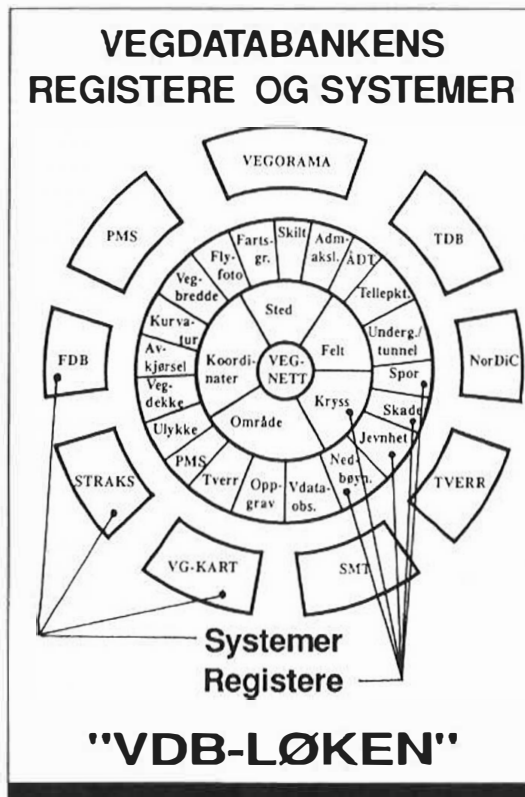 VEGDATABANKENS
REGISTERE OG SYSTEMER
VEGORAMA
PMS
TDB
FDB
NorDiC
STRAKS
TVERR
VG-KART
SMT
Skilt
Adm-
aksl.
ÅDT
Tellepkt.
Underg./
tunnel
Spor
Skade
Jevnhet
Ned-
bøyn.
Vdata-
obs.
Opp-
grav
Tverr
PMS
Ulykke
Veg-
dekke
Av-
kjørsel
Kurva-
tur
Veg-
bredde
Fly-
foto
Farts-
gr.
Sted
Felt
Kryss
Område
Koordi-
nater
VEG-
NETT
Systemer
Registere
"VDB-LØKEN"